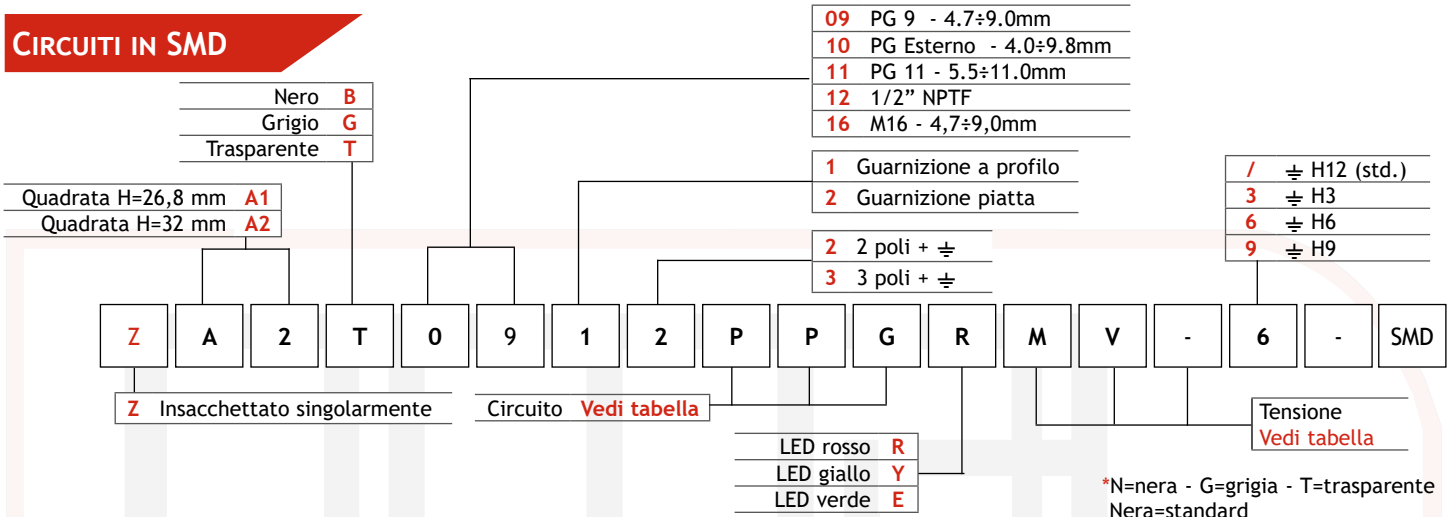 CIRCUITI IN SMD
09 PG 9 - 4.7÷9.0mm
10 PG Esterno - 4.0÷9.8mm
11 PG 11 - 5.5÷11.0mm
12 1/2” NPTF
16 M16 - 4,7÷9,0mm
Nero B
Grigio G
Trasparente T
1 Guarnizione a profilo
2 Guarnizione piatta
/ ⏚ H12 (std.)
3 ⏚ H3
6 ⏚ H6
9 ⏚ H9
Quadrata H=26,8 mm A1
Quadrata H=32 mm A2
2 2 poli + ⏚
3 3 poli + ⏚
Z A 2 T 0 9 1 2 P P G R M V - 6 - SMD
Z Insacchettato singolarmente
Circuito Vedi tabella
Tensione
Vedi tabella
LED rosso R
LED giallo Y
LED verde E
*N=nera - G=grigia - T=trasparente
Nera=standard